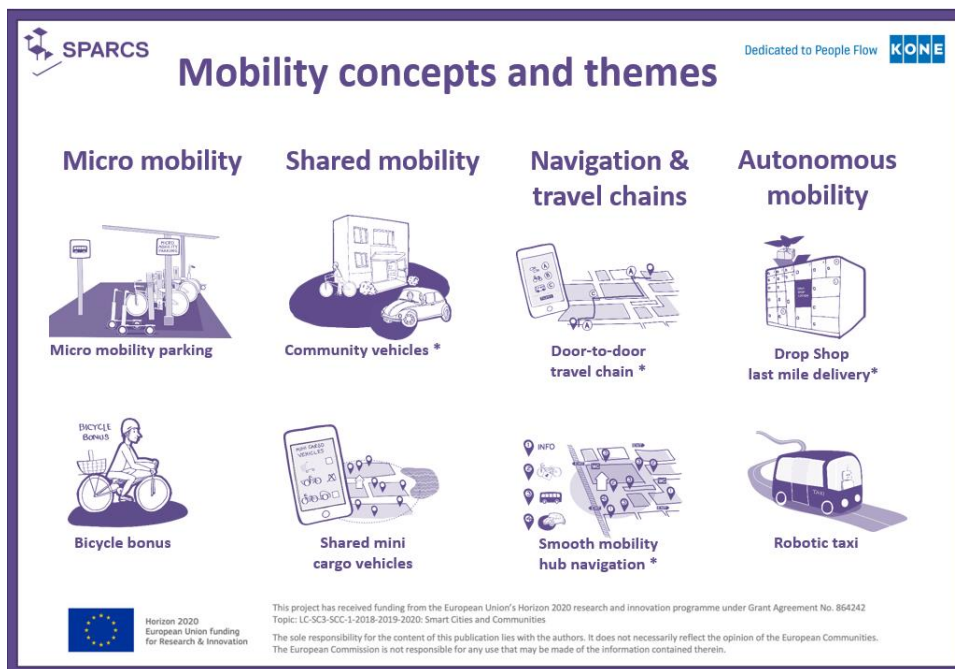 SPARCS
Dedicated to People Flow KONE
Mobility concepts and themes
Micro mobility
Shared mobility
Navigation &
travel chains
Autonomous
mobility
MICRO
MOBILITY
PARKING
Micro mobility parking
Community vehicles *
A
B
C
A
Door-to-door
travel chain *
Drop Shop
last mile delivery*
BICYCLE
BONUS
Bicycle bonus
VEHICLES
Shared mini
cargo vehicles
INFO
Smooth mobility
hub navigation *
TAXI
Robotic taxi
Horizon 2020
European Union funding
for Research & Innovation
This project has received funding from the European Union's Horizon 2020 research and innovation programme under Grant Agreement No. 864242
Topic: LC-SC3-SCC-1-2018-2019-2020: Smart Cities and Communities
The sole responsibility for the content of this publication lies with the authors. It does not necessarily reflect the opinion of the European Communities.
The European Commission is not responsible for any use that may be made of the information contained therein.